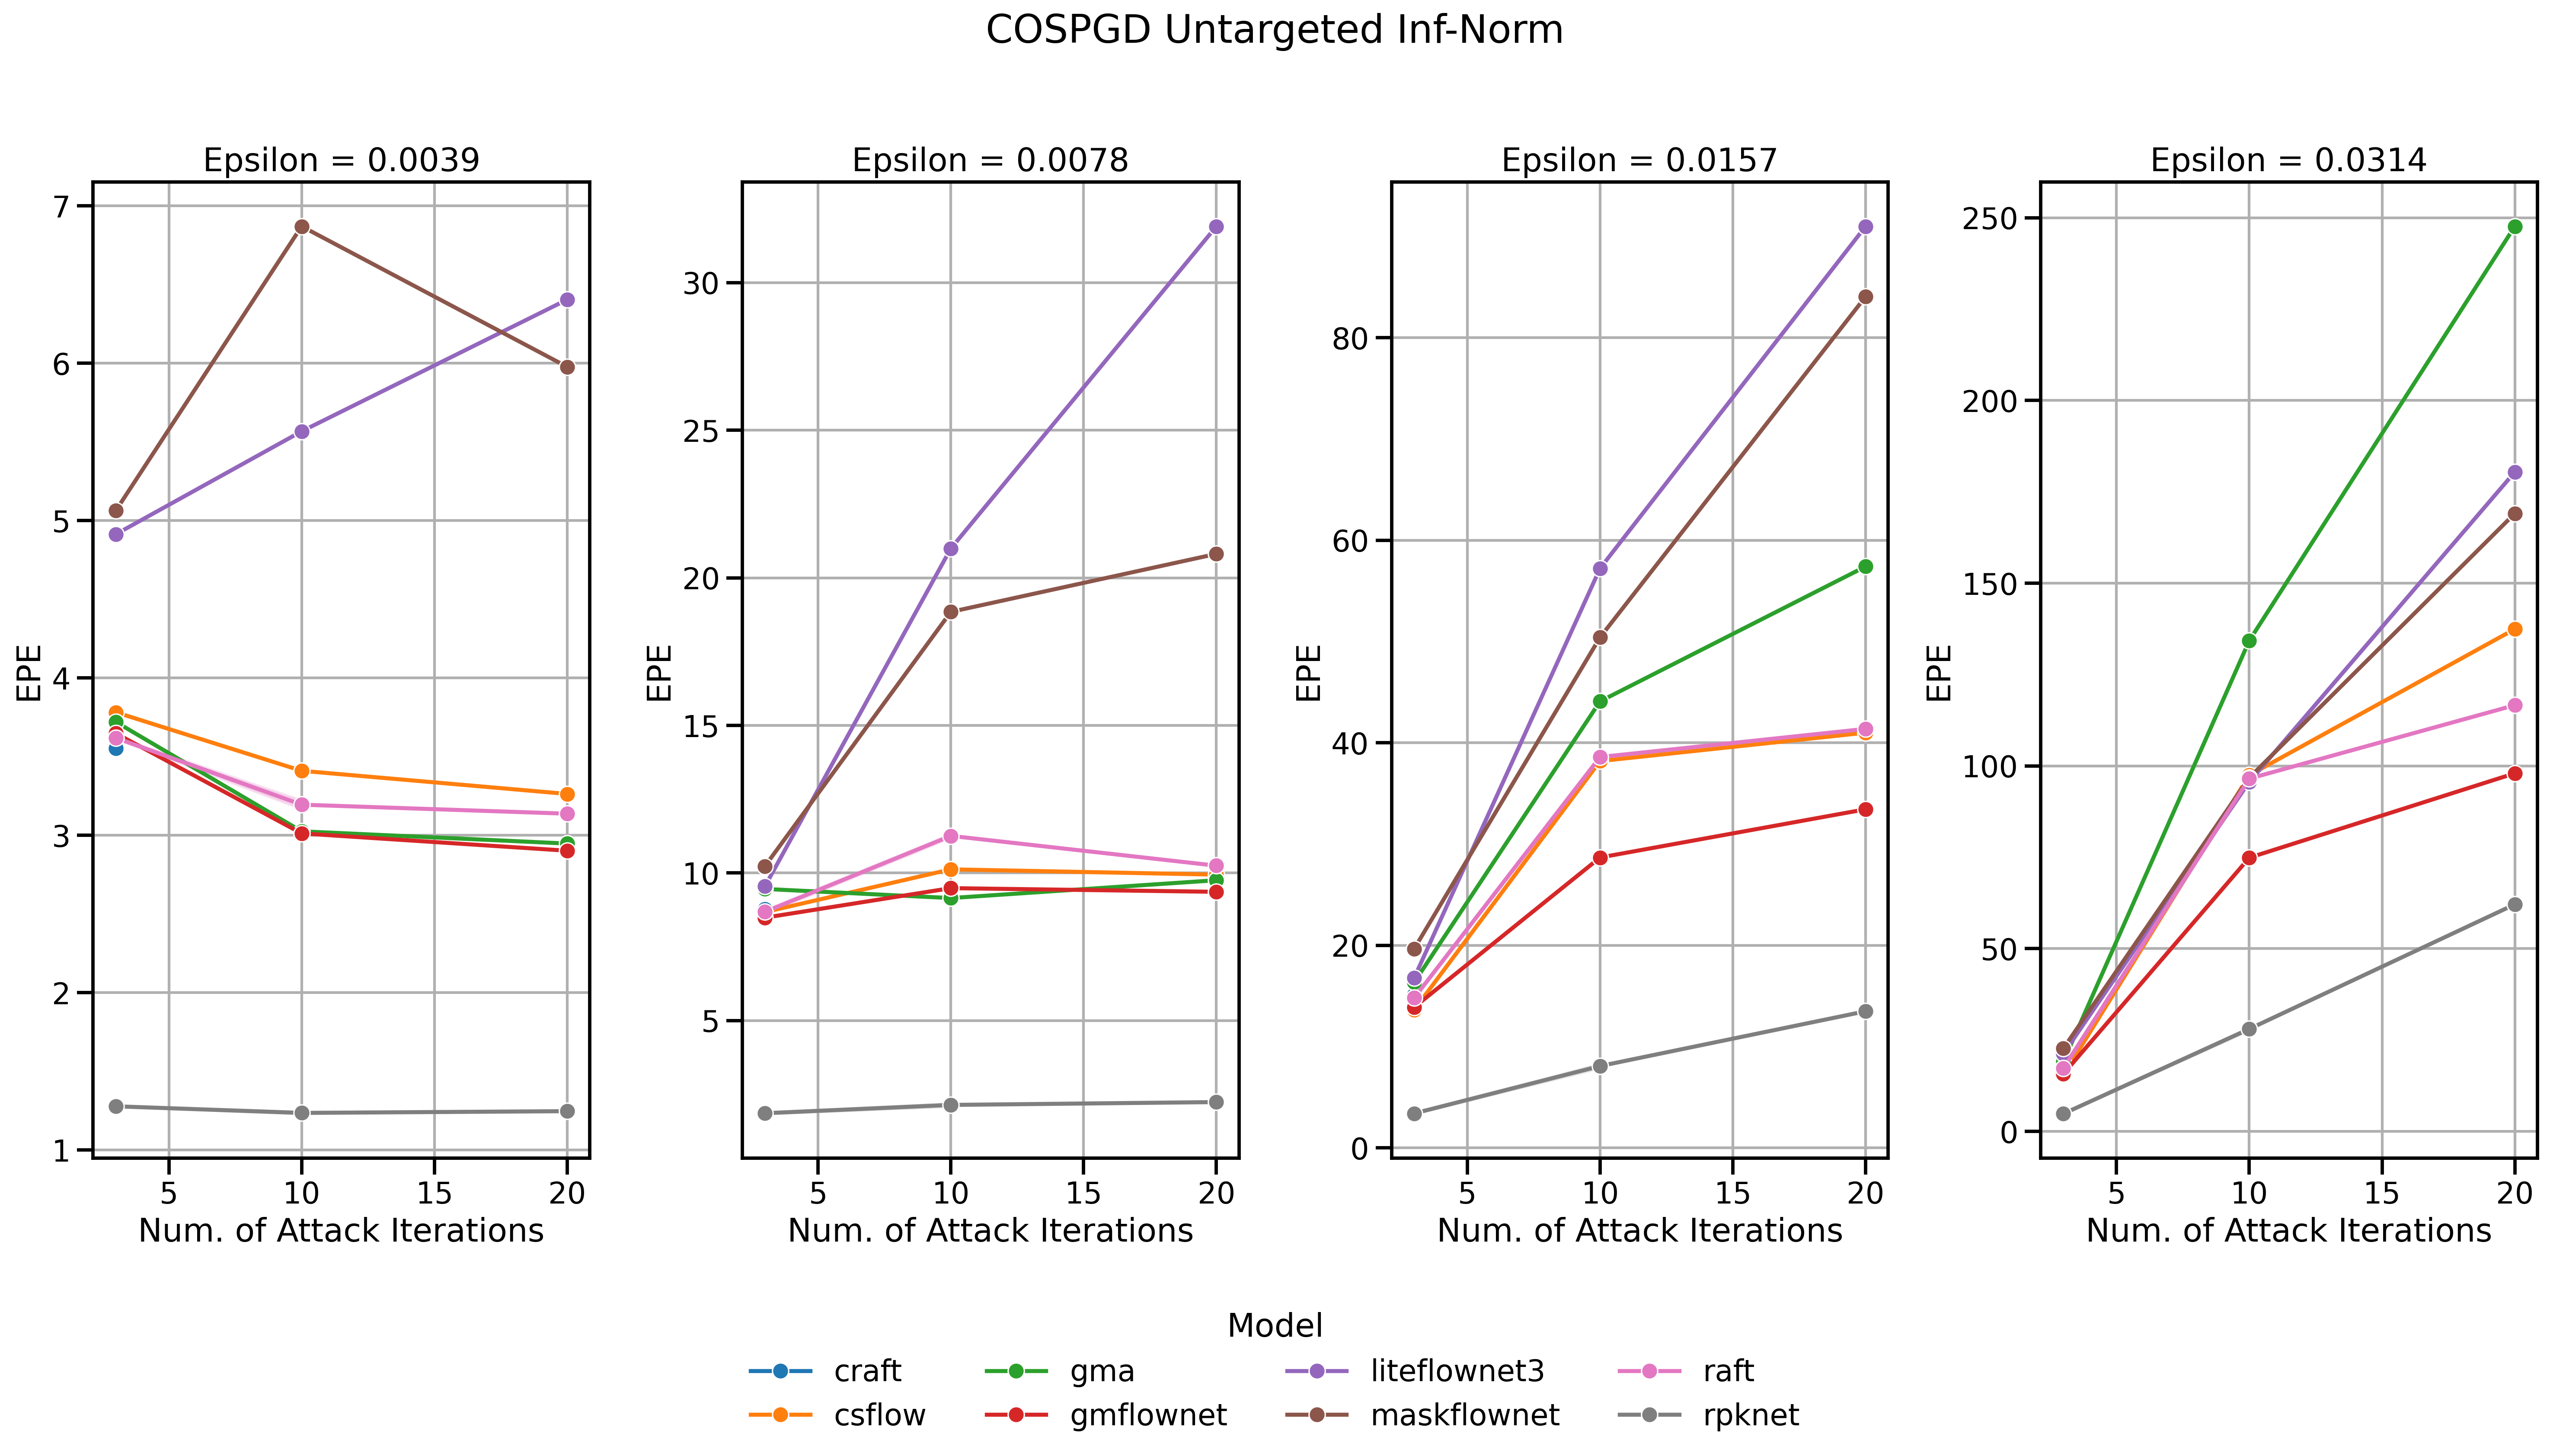 COSPGD Untargeted Inf-Norm
Epsilon = 0.0039
7
6
5
4
3
2
1
EPE
5 10 15 20
Num. of Attack Iterations
Epsilon = 0.0078
30
25
20
15
10
5
EPE
5 10 15 20
Num. of Attack Iterations
Epsilon = 0.0157
80
60
40
20
0
EPE
5 10 15 20
Num. of Attack Iterations
Epsilon = 0.0314
250
200
150
100
50
0
EPE
5 10 15 20
Num. of Attack Iterations
Model
craft gma liteflownet3 raft
csflow gmflownet maskflownet rpknet